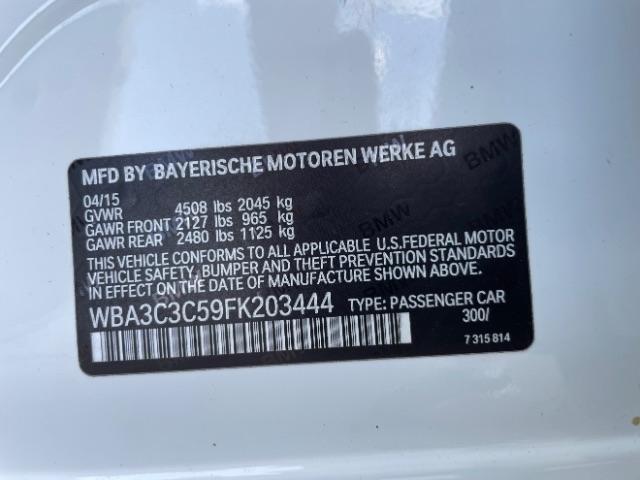 MFD BY BAYERISCHE MOTOREN WERKE AG
04/15
GVWR 4508 lbs 2045 kg
GAWR FRONT 2127 lbs 965 kg
GAWR REAR 2480 lbs 1125 kg
THIS VEHICLE CONFORMS TO ALL APPLICABLE U.S.FEDERAL MOTOR
VEHICLE SAFETY, BUMPER AND THEFT PREVENTION STANDARDS
IN EFFECT ON THE DATE OF MANUFACTURE SHOWN ABOVE.
WBA3C3C59FK203444 TYPE: PASSENGER CAR
300/
7 315 814
BMW
BMW
BMW